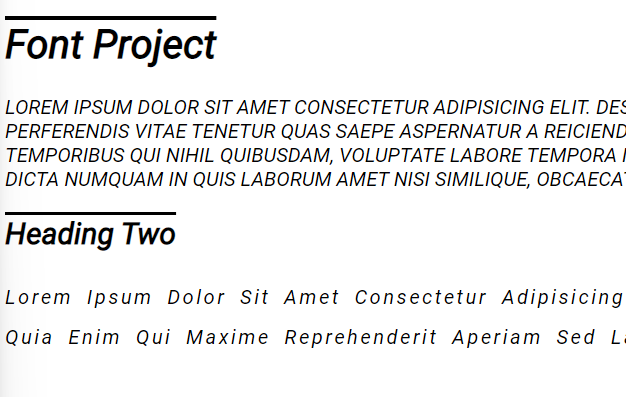 Font Project
LOREM IPSUM DOLOR SIT AMET CONSECTETUR ADIPISICING ELIT. DES
PERFERENDIS VITAE TENETUR QUAS SAEPE ASPERNATUR A REICIEND
TEMPORIBUS QUI NIHIL QUIBUSDAM, VOLUPTATE LABORE TEMPORA
DICTA NUMQUAM IN QUIS LABORUM AMET NISI SIMILIQUE, OBCAECAT
Heading Two
Lorem Ipsum Dolor Sit Amet Consectetur Adipisicing
Quia Enim Qui Maxime Reprehenderit Aperiam Sed